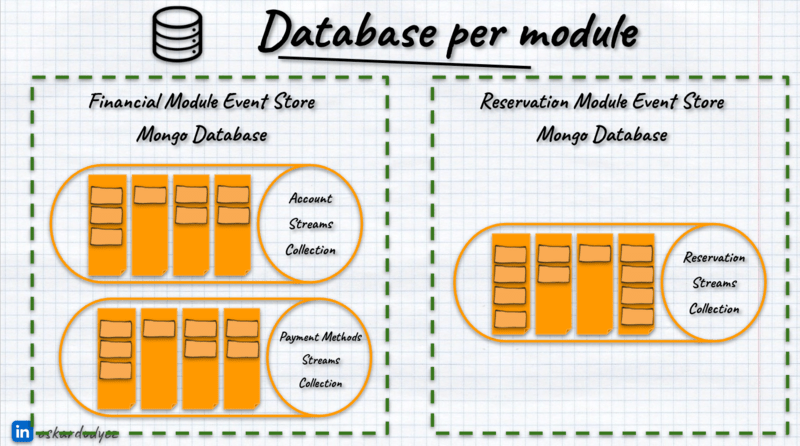 Database per module
Financial Module Event Store
Mongo Database
Account
Streams
Collection
Payment Methods
Streams
Collection
Reservation Module Event Store
Mongo Database
Reservation
Streams
Collection
in oskardudycz